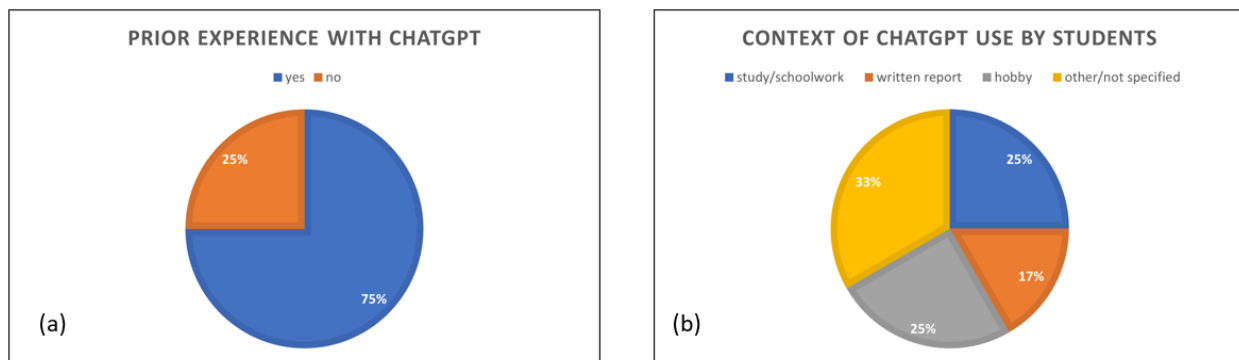 PRIOR EXPERIENCE WITH CHATGPT
yes no
25%
75%
(a)
CONTEXT OF CHATGPT USE BY STUDENTS
study/schoolwork written report hobby other/not specified
33%
25%
17%
25%
(b)